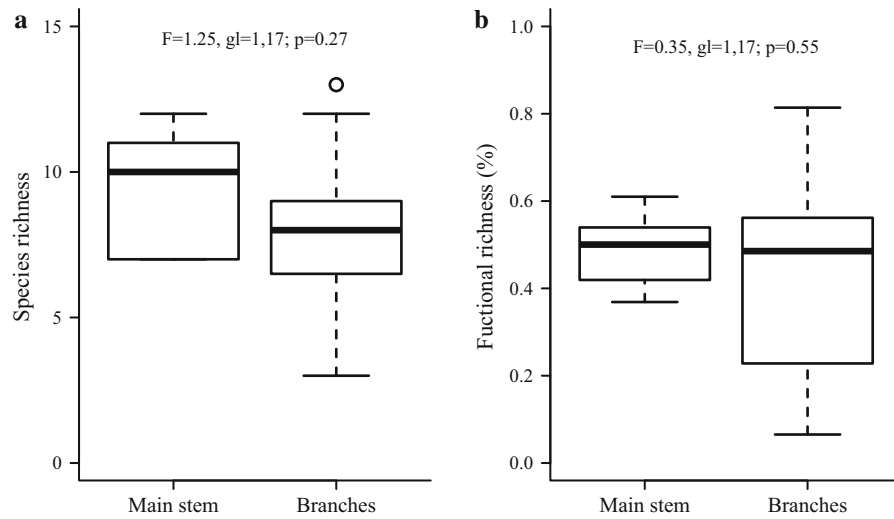 a
F=1.25, gl=1,17; p=0.27
Species richness
15
10
5
0
Main stem
Branches
b
F=0.35, gl=1,17; p=0.55
Fuctional richness (%)
1.0
0.8
0.6
0.4
0.2
0.0
Main stem
Branches